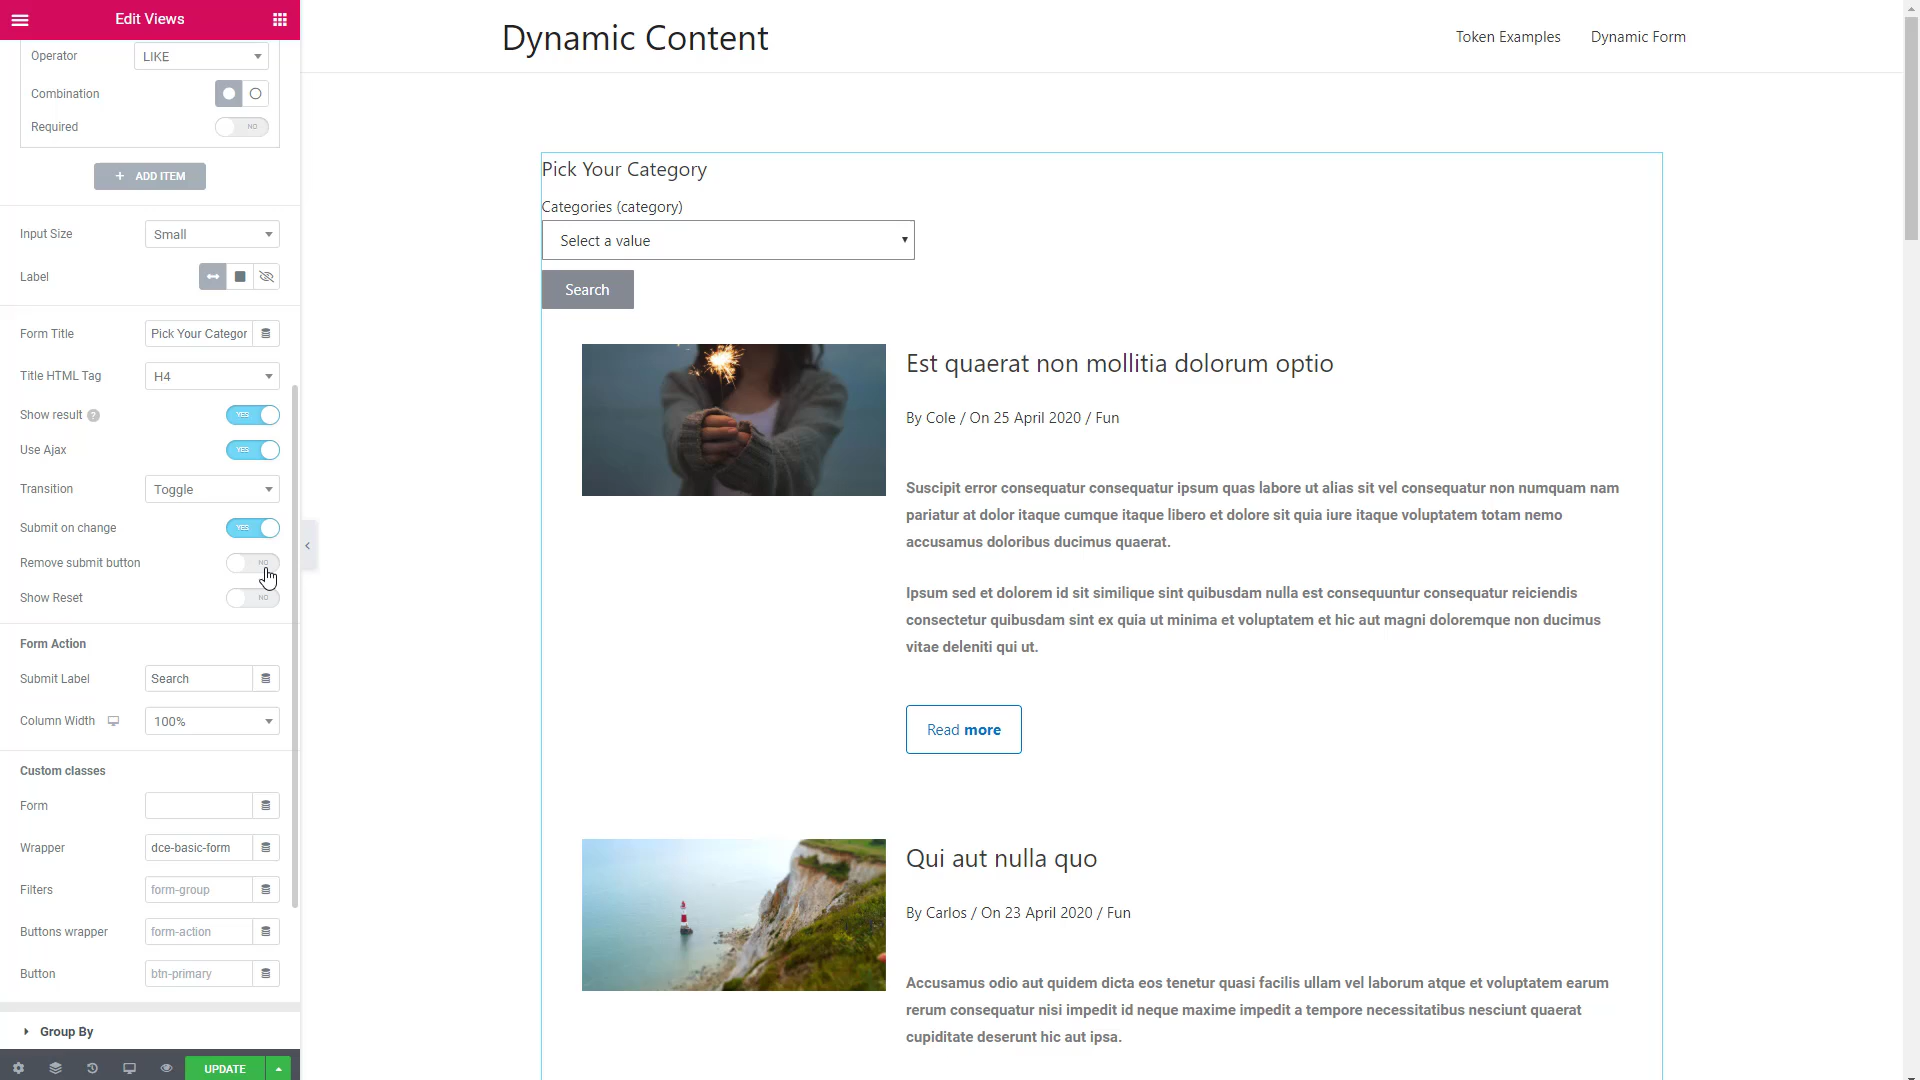 Edit Views
Operator
LIKE
Combination
Required
NO
+ ADD ITEM
Input Size
Small
Label
Form Title
Pick Your Categor
Title HTML Tag
H4
Show result ?
YES
Use Ajax
YES
Transition
Toggle
Submit on change
YES
Remove submit button
NO
Show Reset
NO
Form Action
Submit Label
Search
Column Width
100%
Custom classes
Form
Wrapper
dce-basic-form
Filters
form-group
Buttons wrapper
form-action
Button
btn-primary
Group By
UPDATE
Dynamic Content
Token Examples
Dynamic Form
Pick Your Category
Categories (category)
Select a value
Search
Est quaerat non mollitia dolorum optio
By Cole / On 25 April 2020 / Fun
Suscipit error consequatur consequatur ipsum quas labore ut alias sit vel consequatur non numquam nam
pariatur at dolor itaque cumque itaque libero et dolore sit quia iure itaque voluptatem totam nemo
accusamus doloribus ducimus quaerat.
Ipsum sed et dolorem id sit similique sint quibusdam nulla est consequuntur consequatur reiciendis
consectetur quibusdam sint ex quia ut minima et voluptatem et hic aut magni doloremque non ducimus
vitae deleniti qui ut.
Read more
Qui aut nulla quo
By Carlos / On 23 April 2020 / Fun
Accusamus odio aut quidem dicta eos tenetur quasi facilis ullam vel laborum atque et voluptatem earum
rerum consequatur nisi impedit id neque maxime impedit a tempore necessitatibus nesciunt quaerat
cupiditate deserunt hic aut ipsa.